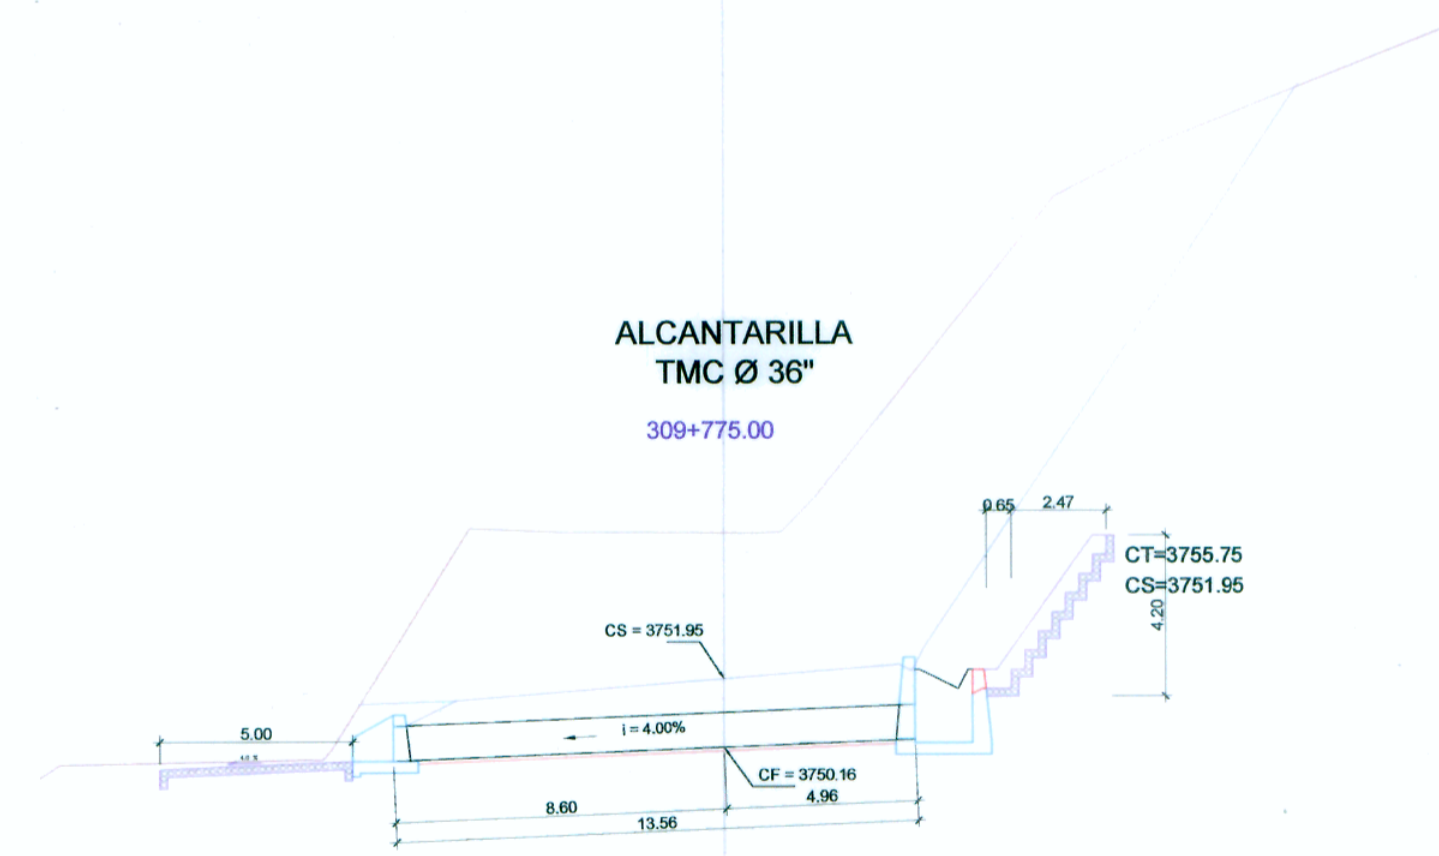 ALCANTARILLA
TMC Ø 36"
309+775.00
0.65
2.47
CT=3755.75
CS=3751.95
4.20
CS = 3751.95
i = 4.00%
5.00
CF = 3750.16
4.96
8.60
13.56